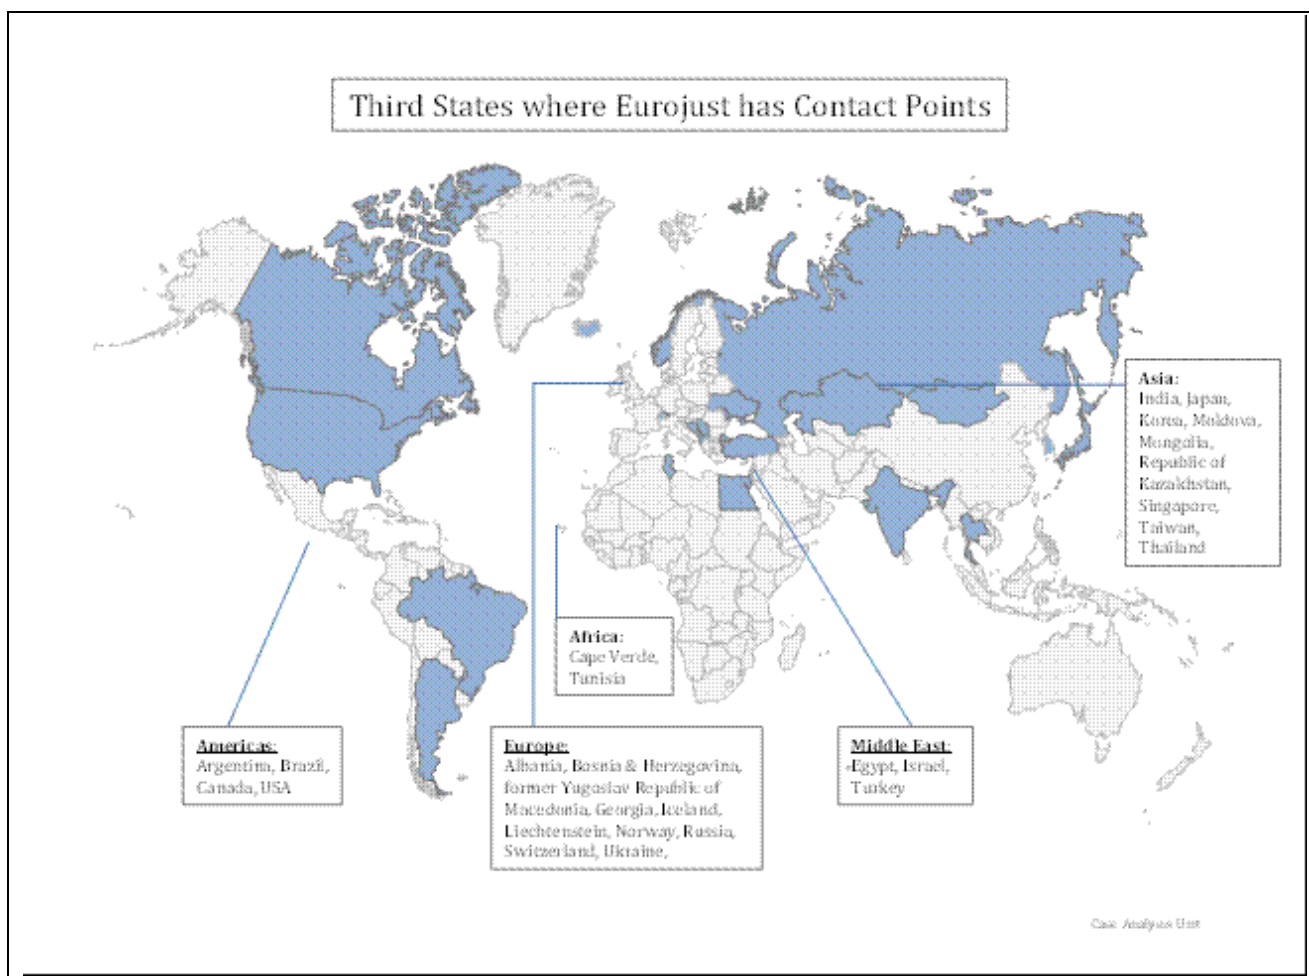 Third States where Eurojust has Contact Points
Asia:
India, Japan,
Korea, Moldova,
Mongolia,
Republic of
Kazakhstan,
Singapore,
Taiwan,
Thailand
Africa:
Cape Verde,
Tunisia
Americas:
Argentina, Brazil,
Canada, USA
Europe:
Albania, Bosnia & Herzegovina,
former Yugoslav Republic of
Macedonia, Georgia, Iceland,
Liechtenstein, Norway, Russia,
Switzerland, Ukraine,
Middle East:
Egypt, Israel,
Turkey
Case Analysis Unit